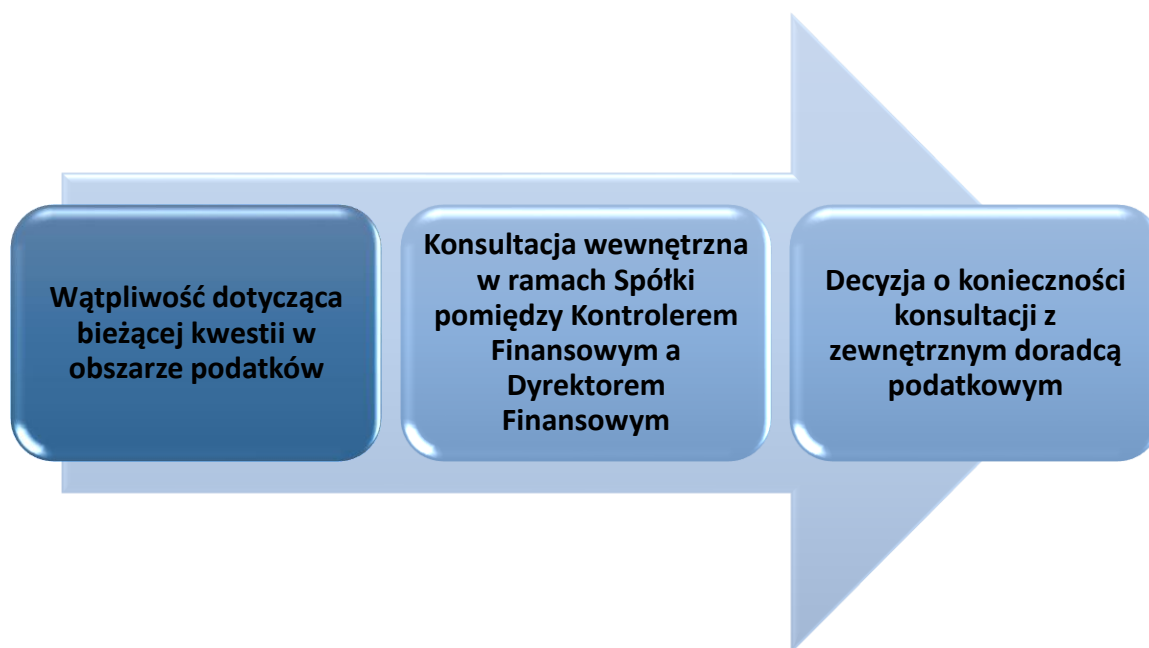 Wątpliwość dotycząca
bieżącej kwestii w
obszarze podatków
Konsultacja wewnętrzna
w ramach Spółki
pomiędzy Kontrolerem
Finansowym a
Dyrektorem
Finansowym
Decyzja o konieczności
konsultacji z
zewnętrznym doradcą
podatkowym